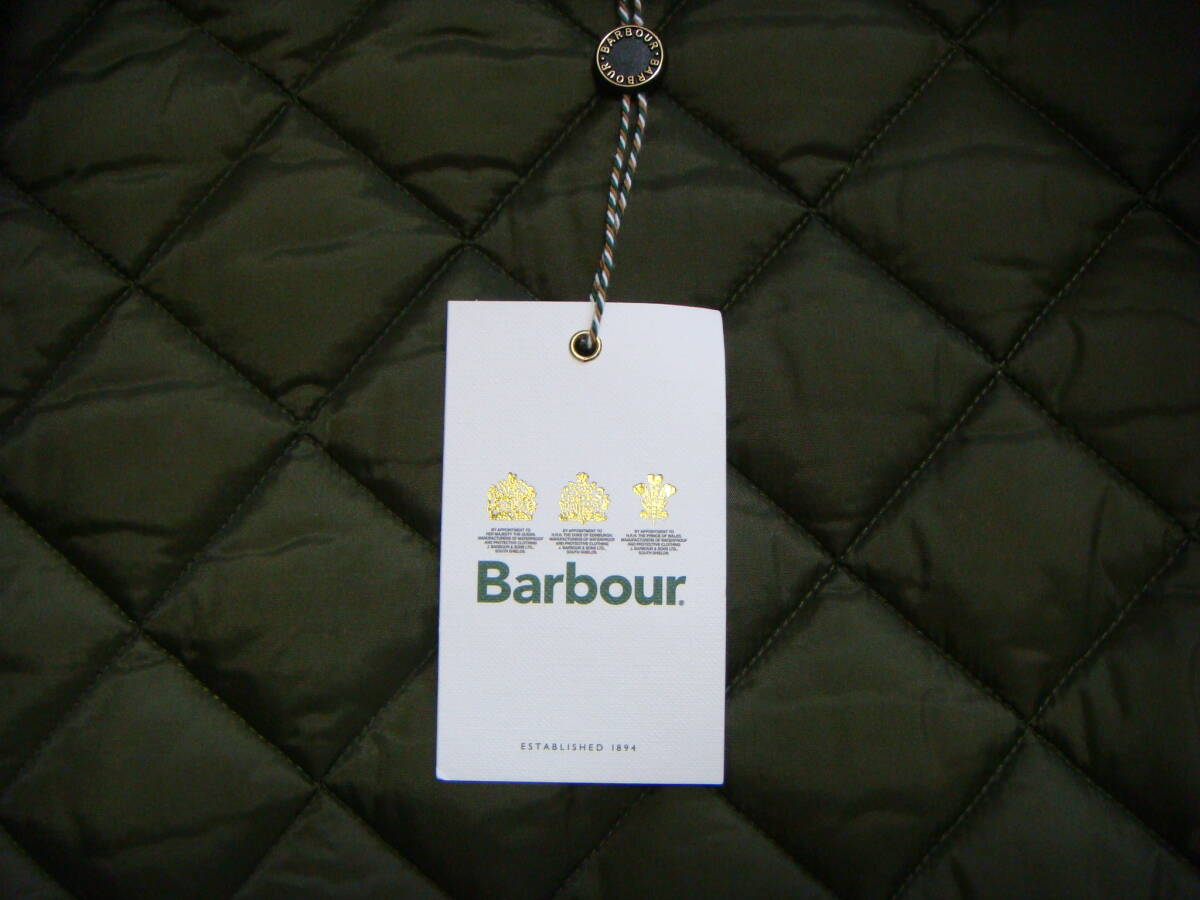 BARBOUR · BARBOUR ·
BY APPOINTMENT TO
HER MAJESTY THE QUEEN,
MANUFACTURERS OF WATERPROOF
AND PROTECTIVE CLOTHING
J. BARBOUR & SONS LTD.,
SOUTH SHIELDS.
BY APPOINTMENT TO
H.R.H. THE DUKE OF EDINBURGH,
MANUFACTURERS OF WATERPROOF
AND PROTECTIVE CLOTHING
J. BARBOUR & SONS LTD.,
SOUTH SHIELDS.
BY APPOINTMENT TO
H.R.H. THE PRINCE OF WALES,
MANUFACTURERS OF WATERPROOF
AND PROTECTIVE CLOTHING
J. BARBOUR & SONS LTD.,
SOUTH SHIELDS.
Barbour®
ESTABLISHED 1894